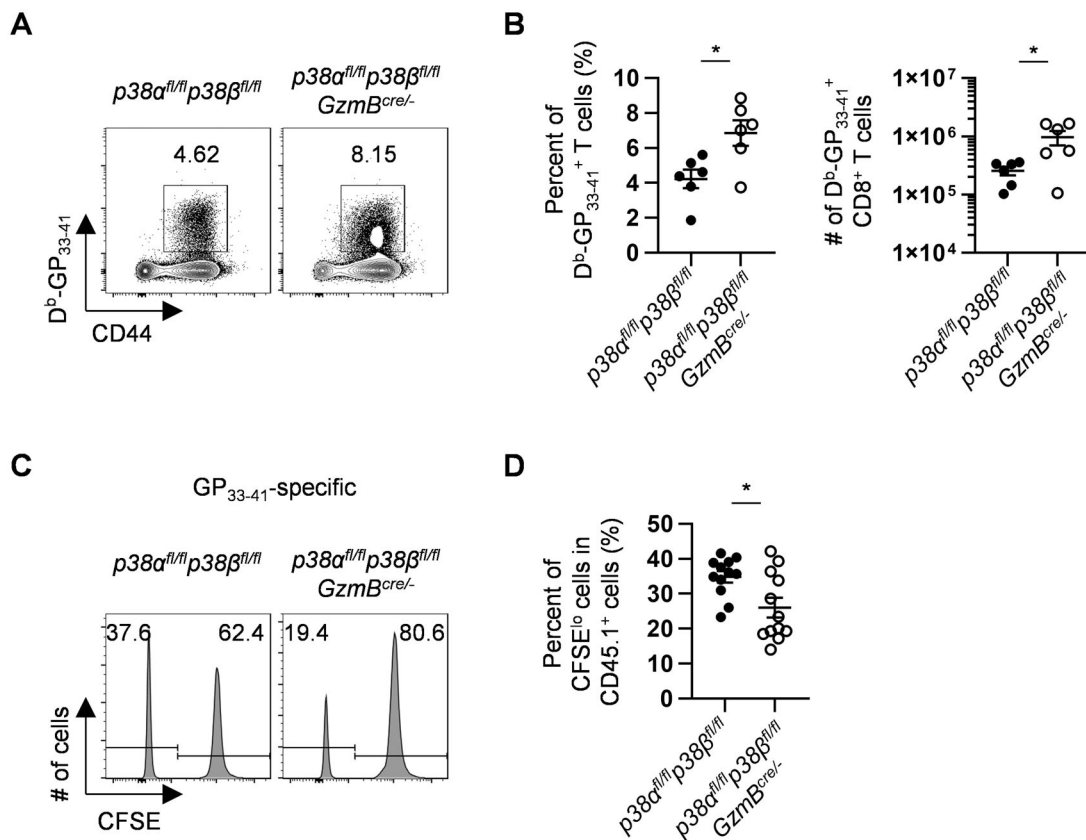 A
p38α^fl/fl p38β^fl/fl
p38α^fl/fl p38β^fl/fl
GzmB^cre/-
4.62
8.15
D^b-GP_33-41
CD44
B
*
Percent of
D^b-GP_33-41^+ T cells (%)
10
8
6
4
2
0
p38α^fl/fl p38β^fl/fl
p38α^fl/fl p38β^fl/fl
GzmB^cre/-
*
# of D^b-GP_33-41^+
CD8^+ T cells
1×10^7
1×10^6
1×10^5
1×10^4
p38α^fl/fl p38β^fl/fl
p38α^fl/fl p38β^fl/fl
GzmB^cre/-
C
GP_33-41-specific
p38α^fl/fl p38β^fl/fl
p38α^fl/fl p38β^fl/fl
GzmB^cre/-
37.6
62.4
19.4
80.6
# of cells
CFSE
D
*
Percent of
CFSE^lo cells in
CD45.1^+ cells (%)
50
40
30
20
10
0
p38α^fl/fl p38β^fl/fl
p38α^fl/fl p38β^fl/fl
GzmB^cre/-